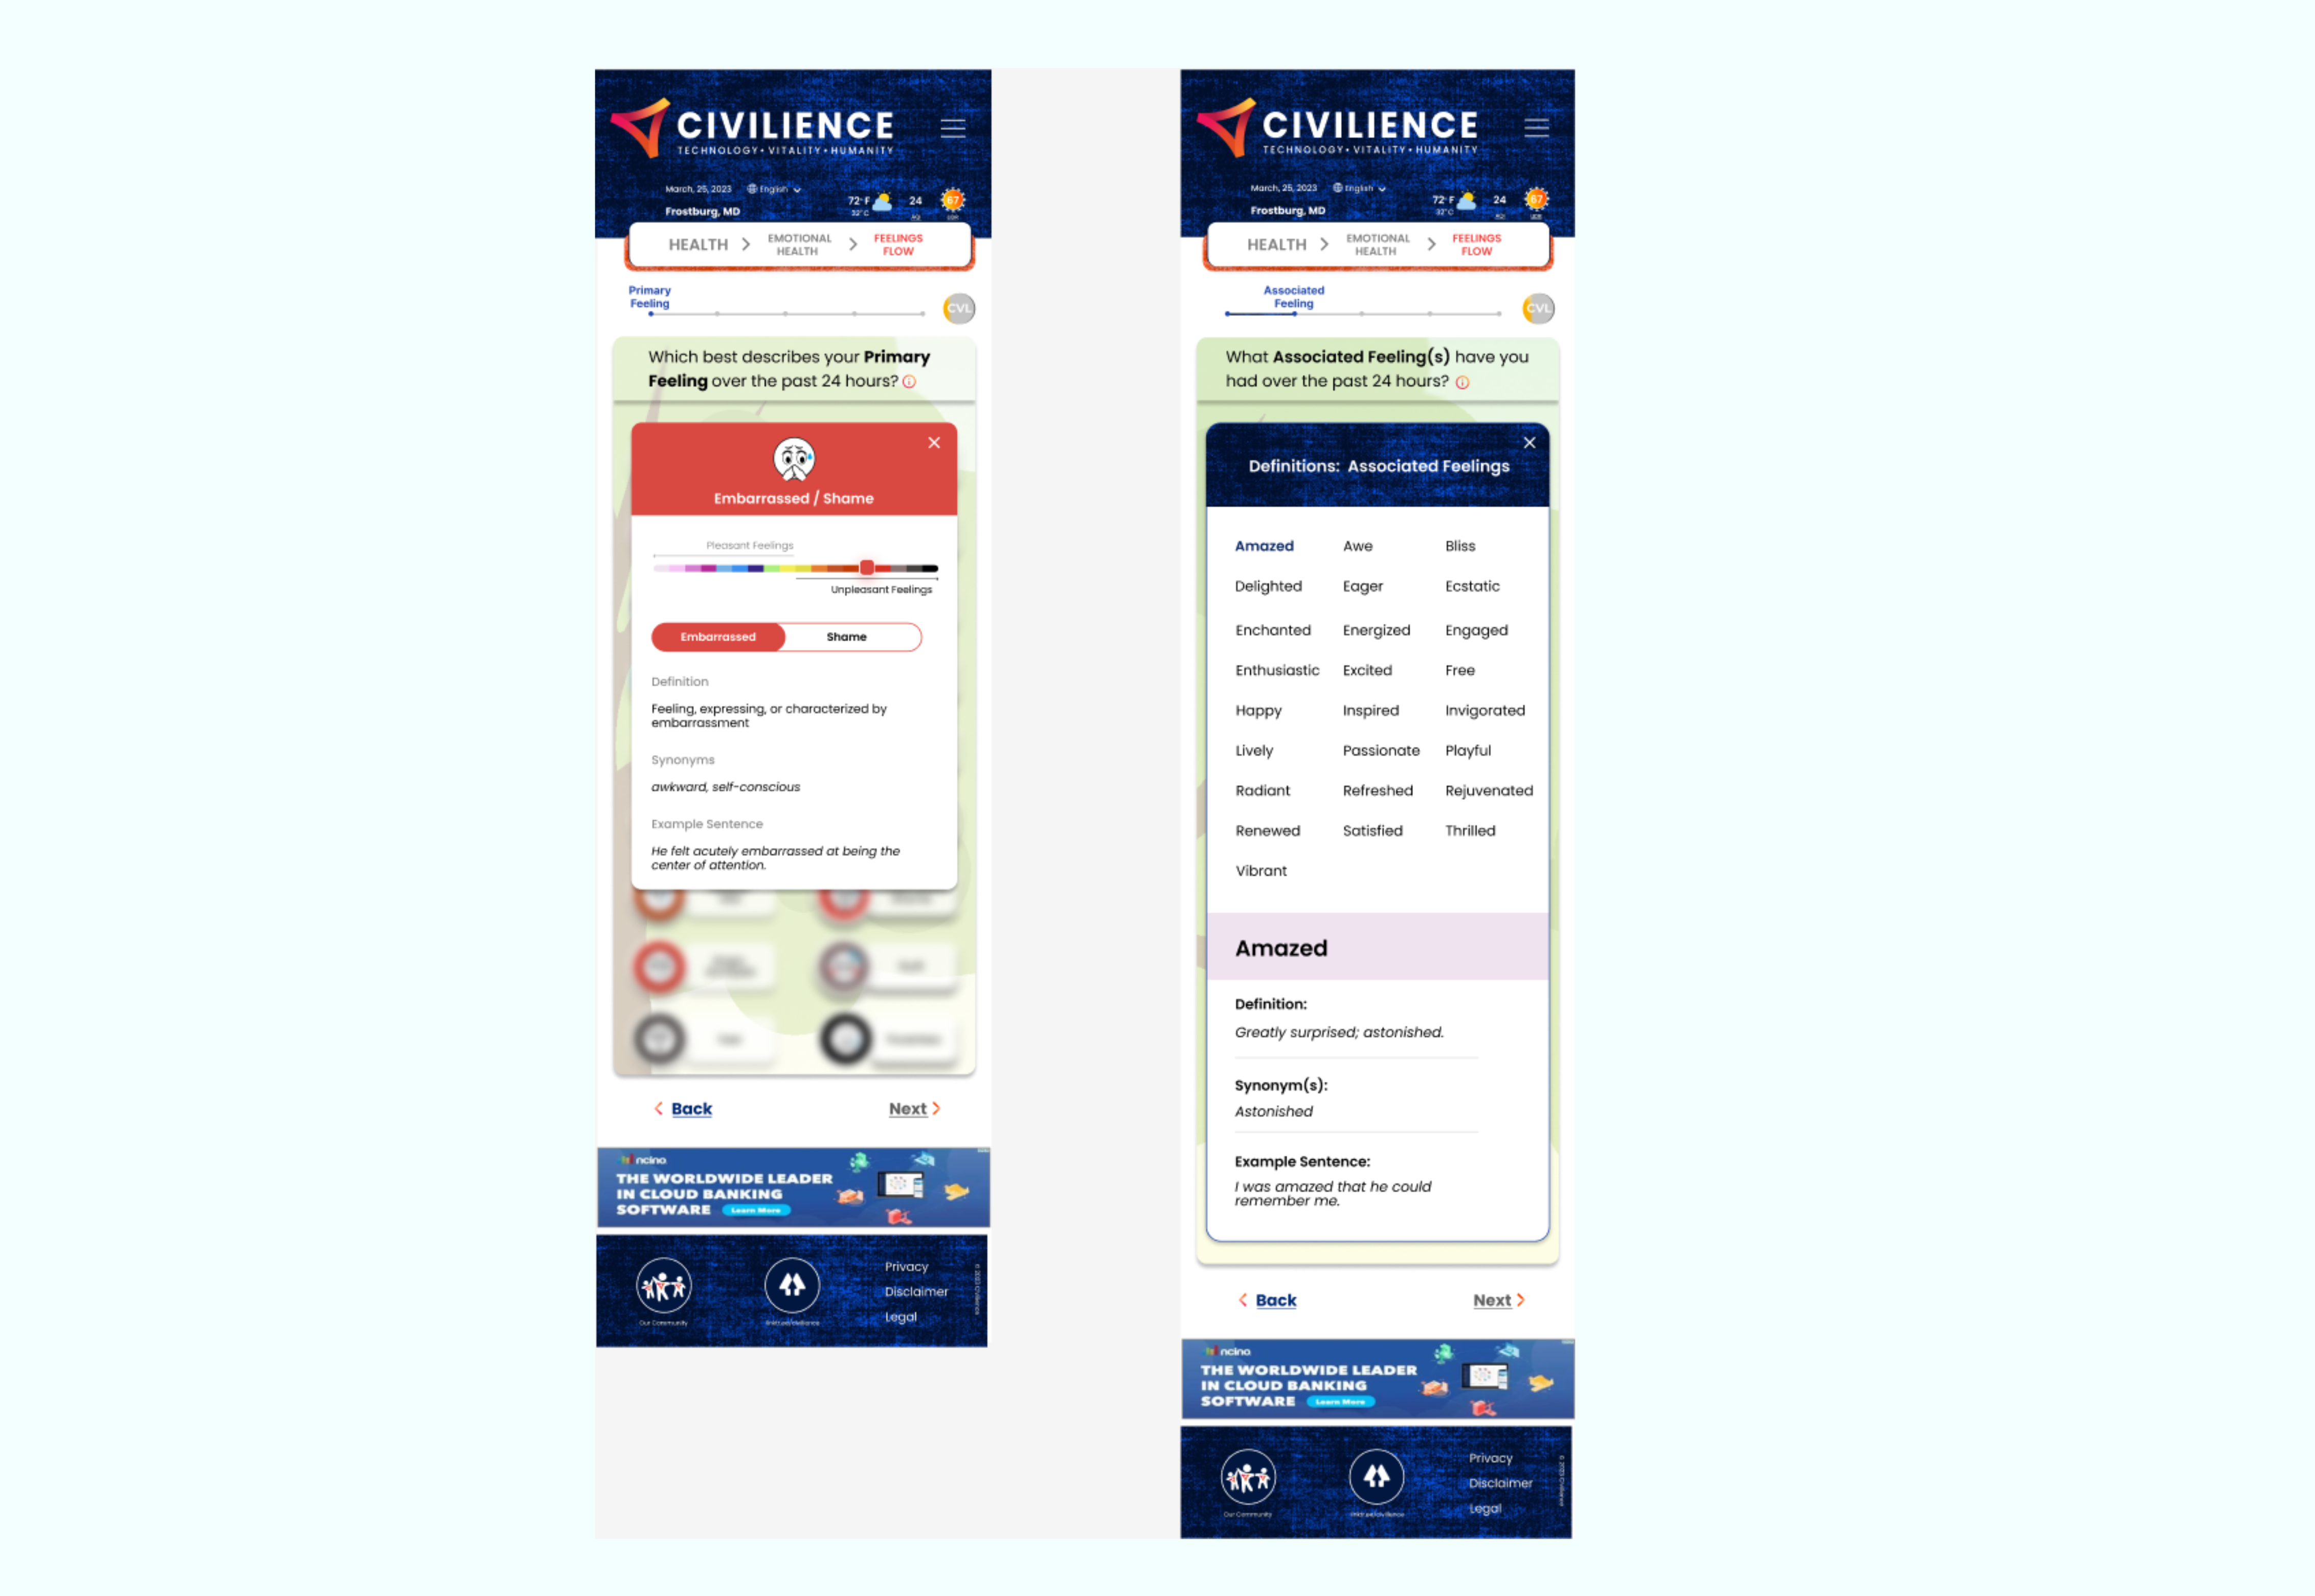 CIVILIENCE
TECHNOLOGY • VITALITY • HUMANITY
March, 25, 2023 English
Frostburg, MD
72° F
32° C
24
AQI
67
HEALTH > EMOTIONAL HEALTH > FEELINGS FLOW
Primary
Feeling
CVL
Which best describes your Primary
Feeling over the past 24 hours?
Embarrassed / Shame
Pleasant Feelings
Unpleasant Feelings
Embarrassed Shame
Definition
Feeling, expressing, or characterized by
embarrassment
Synonyms
awkward, self-conscious
Example Sentence
He felt acutely embarrassed at being the
center of attention.
Back Next
ncino
THE WORLDWIDE LEADER
IN CLOUD BANKING
SOFTWARE Learn More
Our Community
Privacy
Disclaimer
Legal
© 2023 Civilience
CIVILIENCE
TECHNOLOGY • VITALITY • HUMANITY
March, 25, 2023 English
Frostburg, MD
72° F
32° C
24
AQI
67
HEALTH > EMOTIONAL HEALTH > FEELINGS FLOW
Associated
Feeling
CVL
What Associated Feeling(s) have you
had over the past 24 hours?
Definitions: Associated Feelings
Amazed Awe Bliss
Delighted Eager Ecstatic
Enchanted Energized Engaged
Enthusiastic Excited Free
Happy Inspired Invigorated
Lively Passionate Playful
Radiant Refreshed Rejuvenated
Renewed Satisfied Thrilled
Vibrant
Amazed
Definition:
Greatly surprised; astonished.
Synonym(s):
Astonished
Example Sentence:
I was amazed that he could
remember me.
Back Next
ncino
THE WORLDWIDE LEADER
IN CLOUD BANKING
SOFTWARE Learn More
Our Community
Privacy
Disclaimer
Legal
© 2023 Civilience